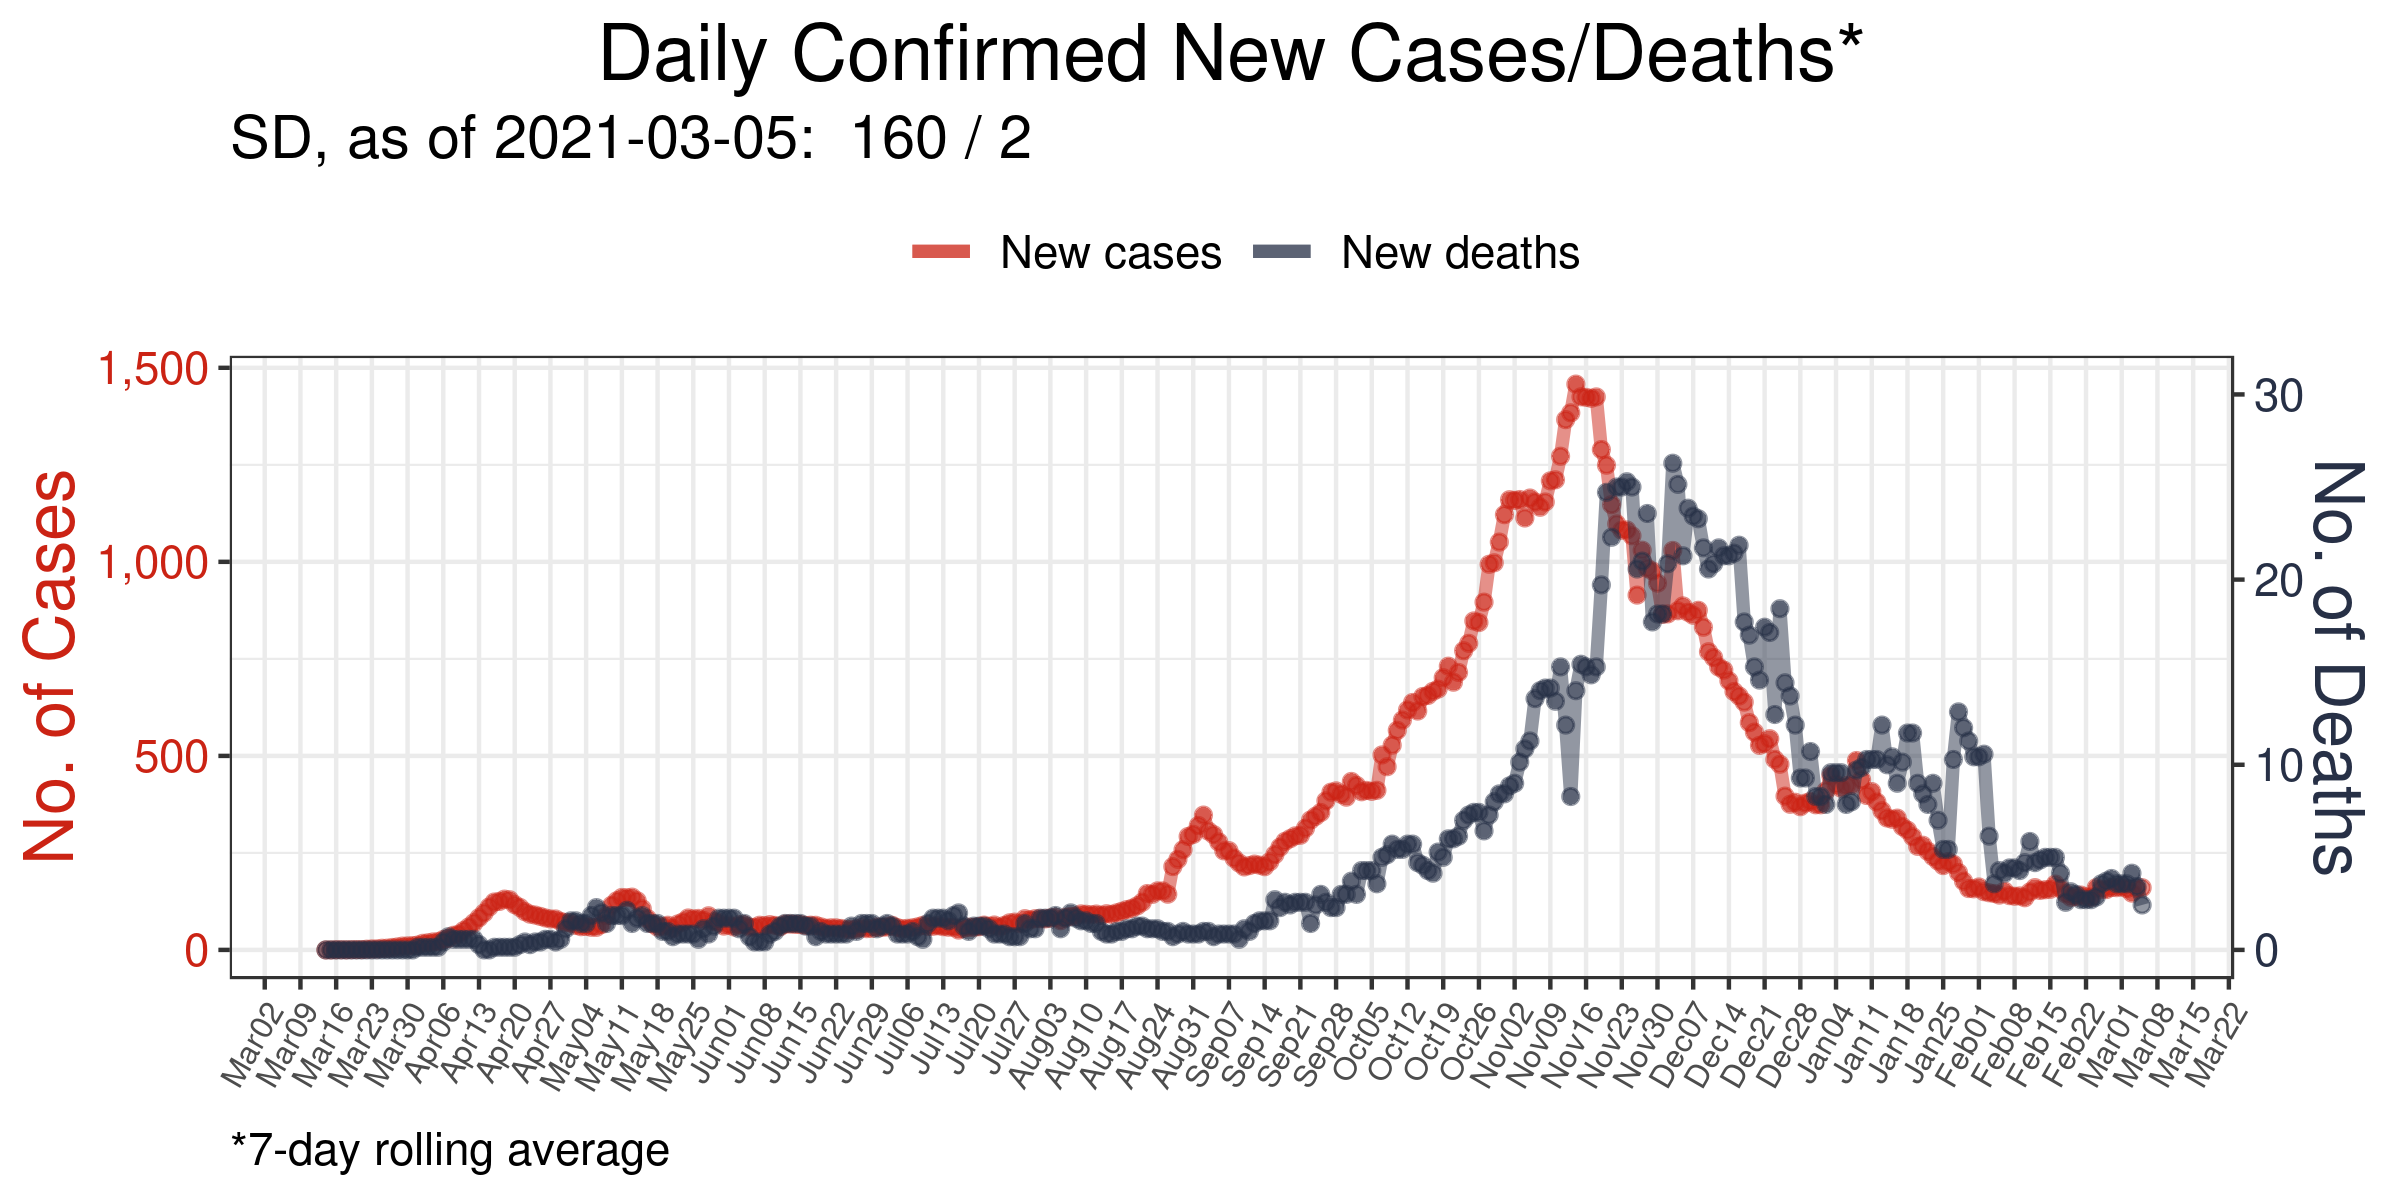 Daily Confirmed New Cases/Deaths*
SD, as of 2021-03-05:  160 / 2
New cases New deaths
No. of Cases
1,500
1,000
500
0
30
20
10
0
No. of Deaths
Mar02 Mar09 Mar16 Mar23 Mar30 Apr06 Apr13 Apr20 Apr27 May04 May11 May18 May25 Jun01 Jun08 Jun15 Jun22 Jun29 Jul06 Jul13 Jul20 Jul27 Aug03 Aug10 Aug17 Aug24 Aug31 Sep07 Sep14 Sep21 Sep28 Oct05 Oct12 Oct19 Oct26 Nov02 Nov09 Nov16 Nov23 Nov30 Dec07 Dec14 Dec21 Dec28 Jan04 Jan11 Jan18 Jan25 Feb01 Feb08 Feb15 Feb22 Mar01 Mar08 Mar15 Mar22
*7-day rolling average